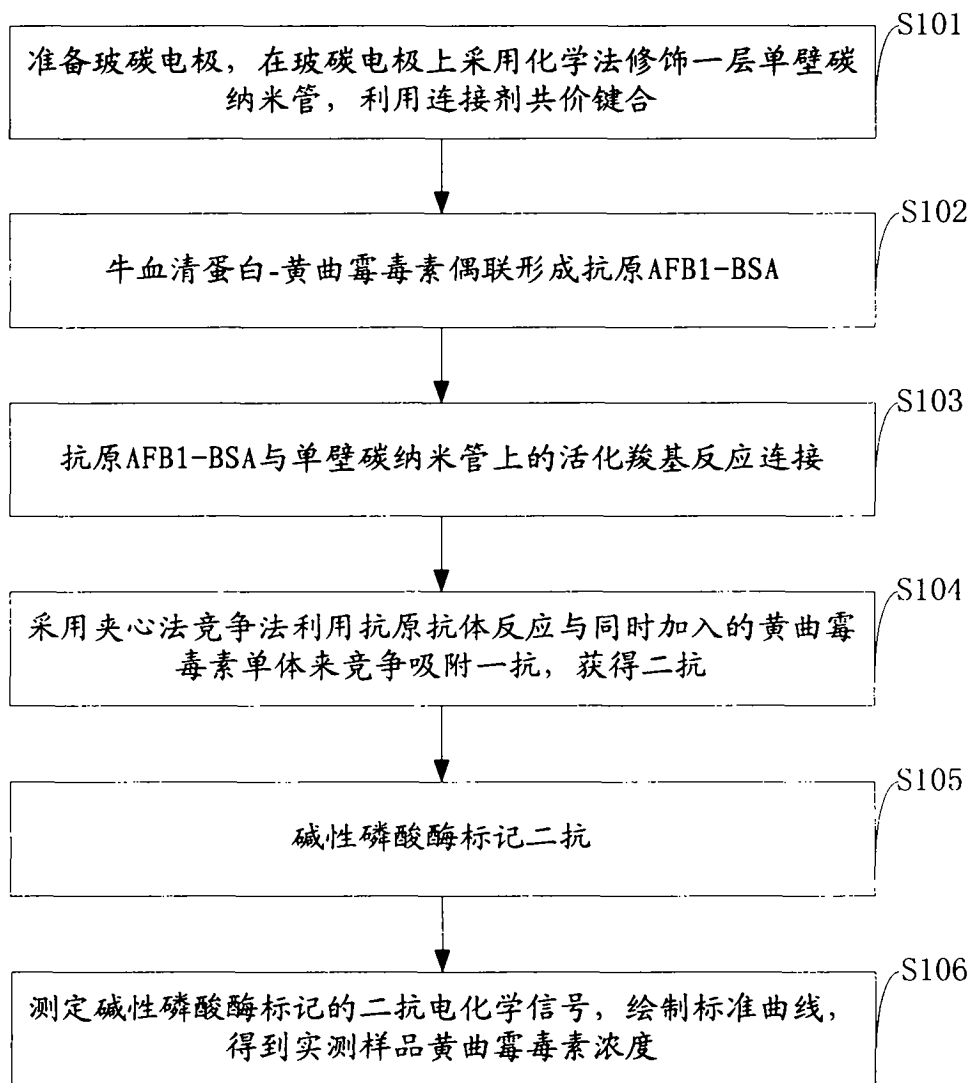 S101
准备玻碳电极，在玻碳电极上采用化学法修饰一层单壁碳
纳米管，利用连接剂共价键合
S102
牛血清蛋白-黄曲霉毒素偶联形成抗原AFB1-BSA
S103
抗原AFB1-BSA与单壁碳纳米管上的活化羧基反应连接
S104
采用夹心法竞争法利用抗原抗体反应与同时加入的黄曲霉
毒素单体来竞争吸附一抗，获得二抗
S105
碱性磷酸酶标记二抗
S106
测定碱性磷酸酶标记的二抗电化学信号，绘制标准曲线，
得到实测样品黄曲霉毒素浓度